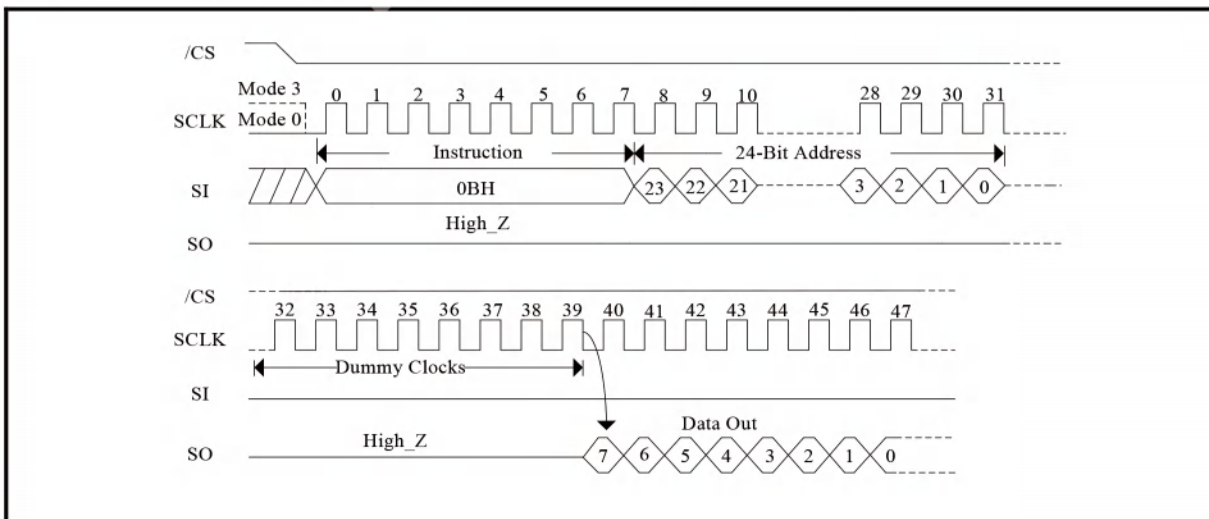 /CS
Mode 3
0 1 2 3 4 5 6 7 8 9 10 28 29 30 31
SCLK Mode 0
Instruction 24-Bit Address
SI 0BH 23 22 21 3 2 1 0
High_Z
SO
/CS
32 33 34 35 36 37 38 39 40 41 42 43 44 45 46 47
SCLK
Dummy Clocks
SI
High_Z Data Out
SO 7 6 5 4 3 2 1 0